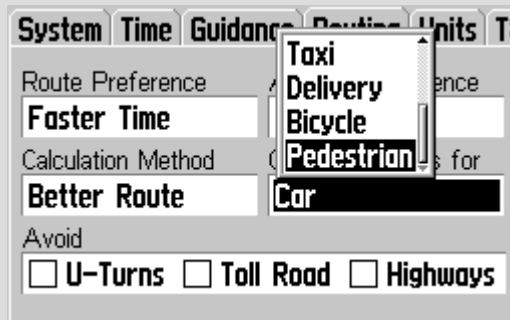 System Time Guidance Routing Units
Taxi
Delivery
Bicycle
Pedestrian
Route Preference
Faster Time
Calculation Method
s for
Better Route
Car
Avoid
U-Turns Toll Road Highways